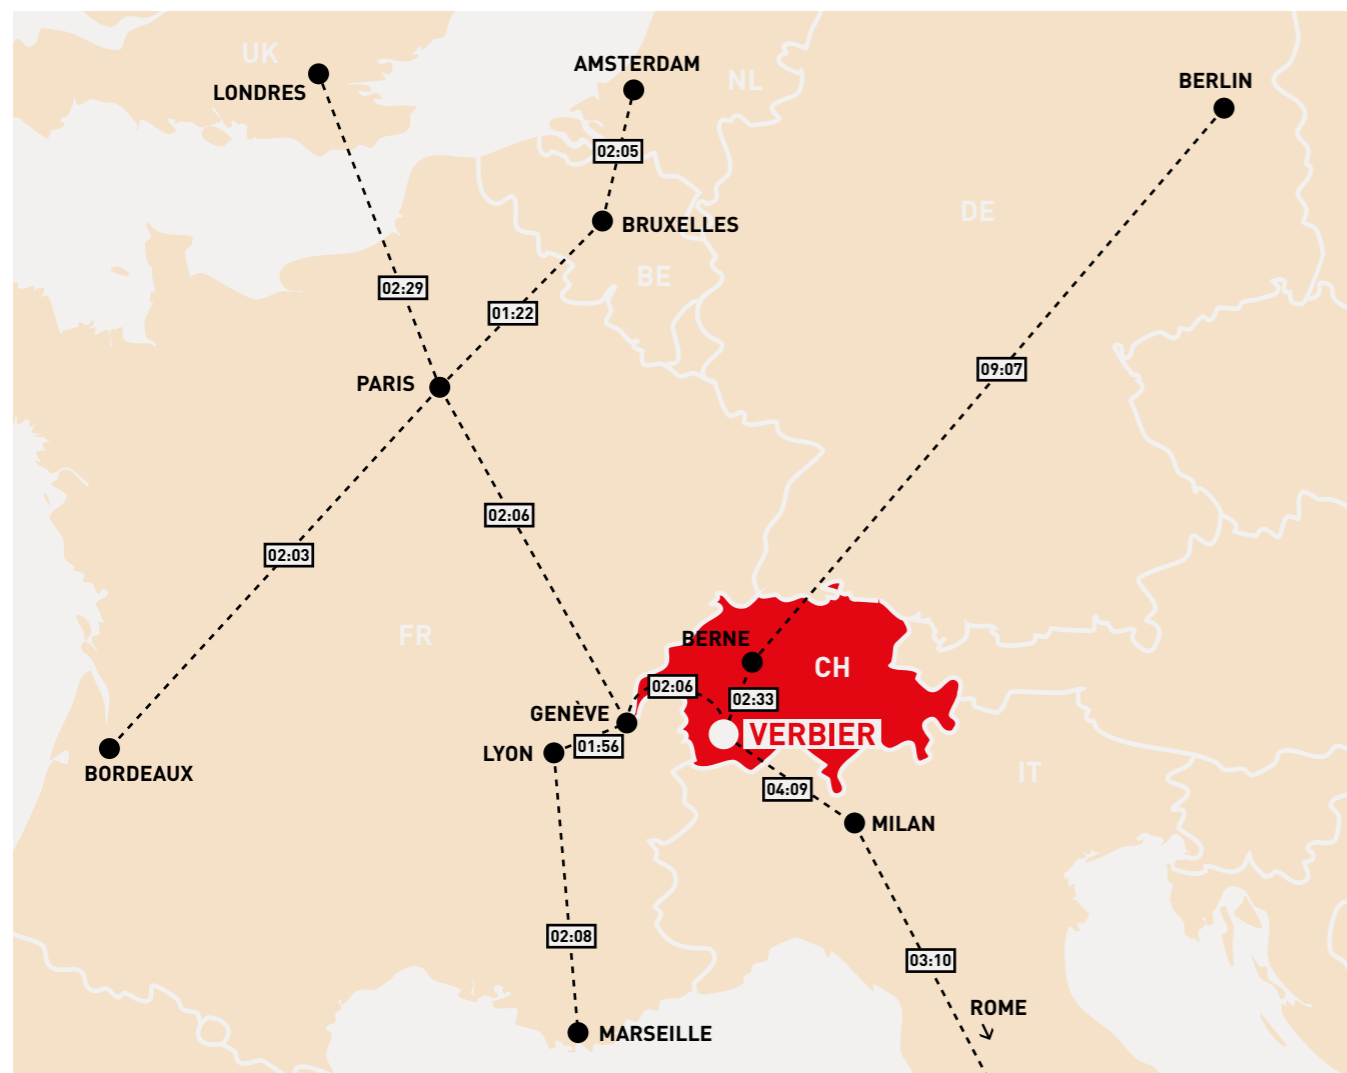 UK
AMSTERDAM
NL
BERLIN
LONDRES
02:05
DE
BRUXELLES
BE
02:29
01:22
09:07
PARIS
02:06
02:03
FR
BERNE
CH
02:06
02:33
GENÈVE
VERBIER
01:56
LYON
BORDEAUX
IT
04:09
MILAN
02:08
03:10
ROME
MARSEILLE